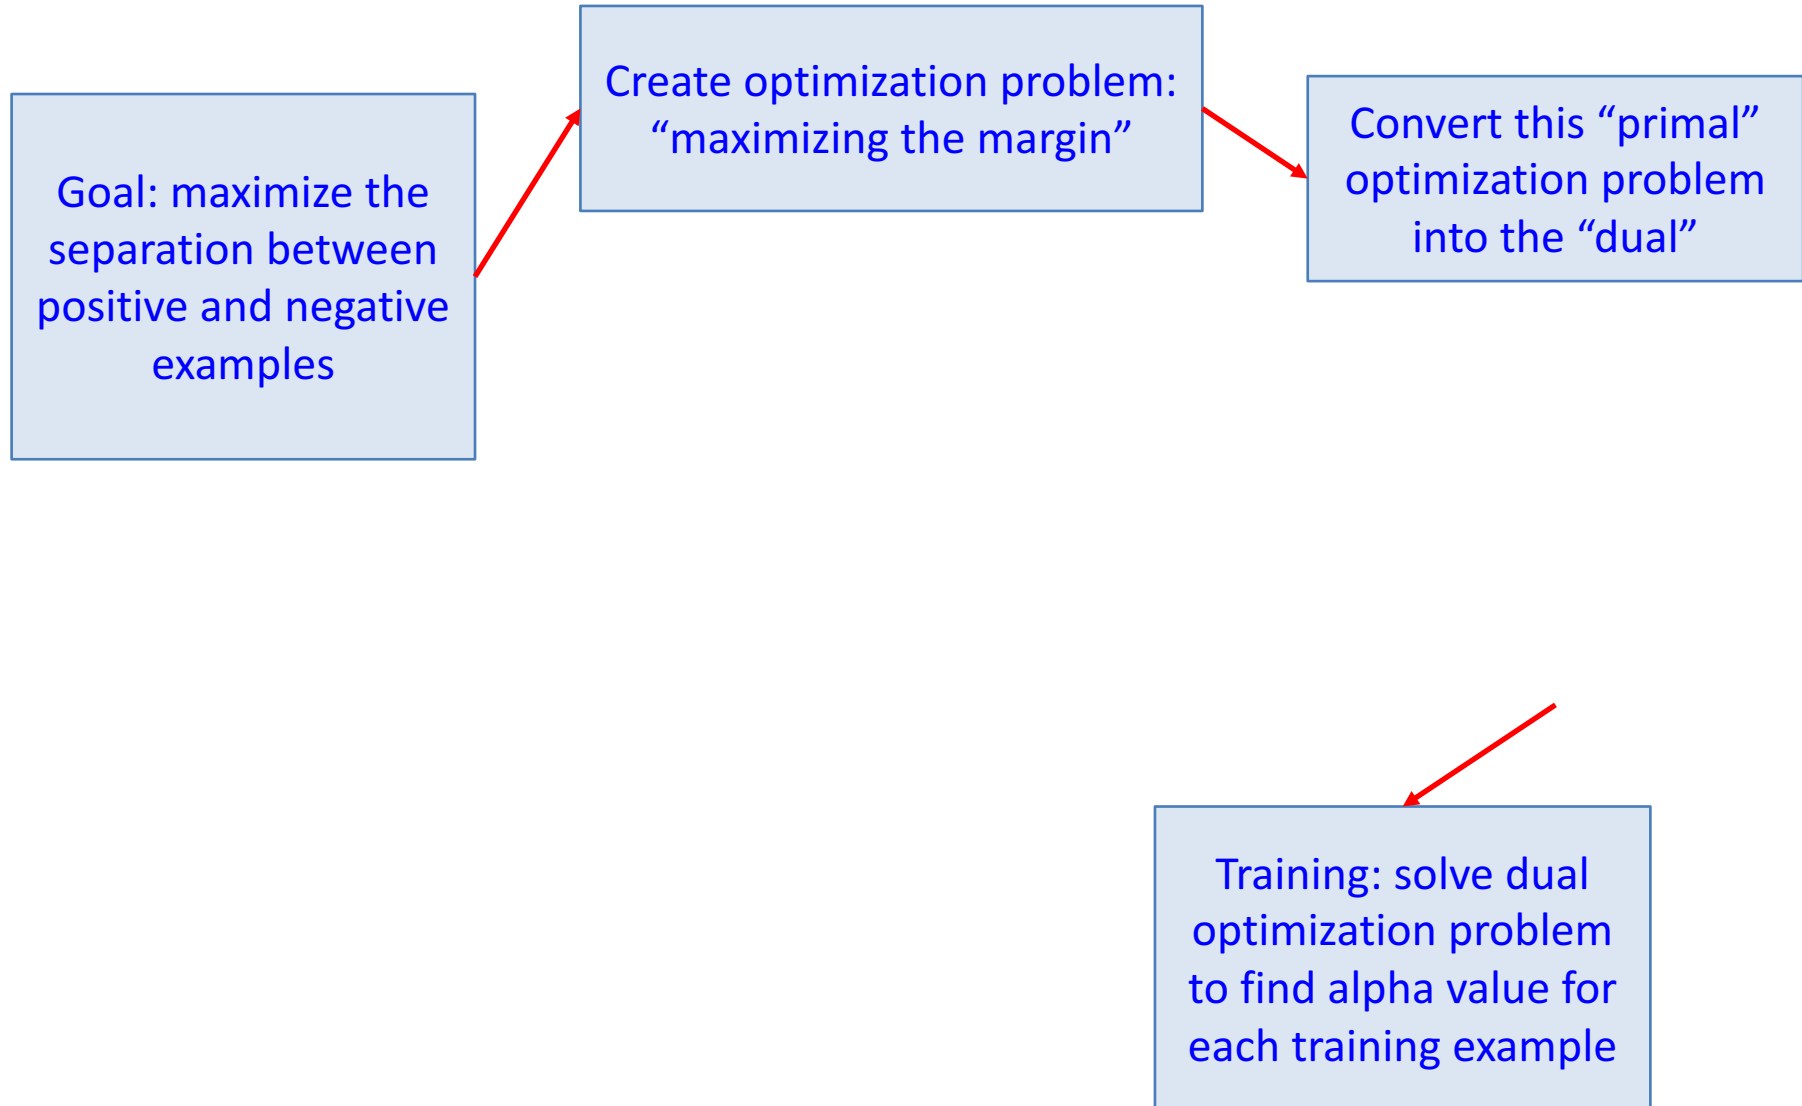 Goal: maximize the
separation between
positive and negative
examples
Create optimization problem:
“maximizing the margin”
Convert this “primal”
optimization problem
into the “dual”
Training: solve dual
optimization problem
to find alpha value for
each training example